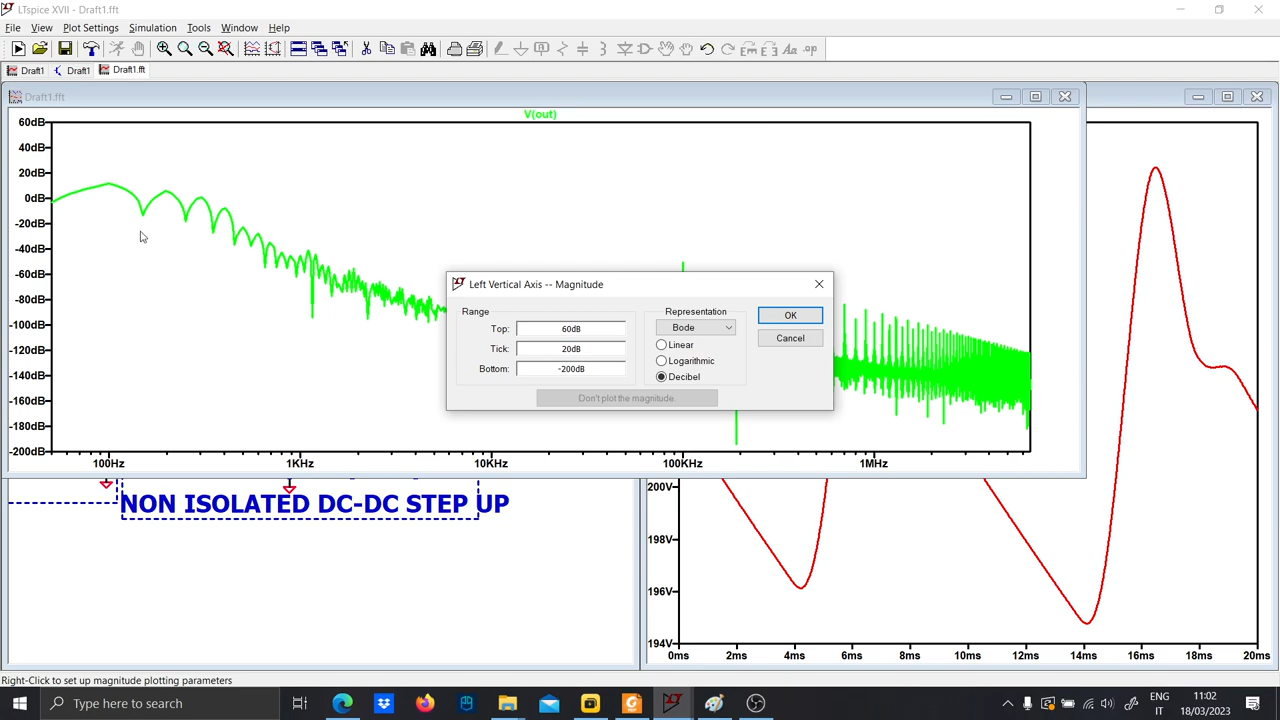 LTspice XVII - Draft1.fft
File View Plot Settings Simulation Tools Window Help
Draft1 Draft1 Draft1.fft
Draft1.fft
V(out)
60dB
40dB
20dB
0dB
-20dB
-40dB
-60dB
-80dB
-100dB
-120dB
-140dB
-160dB
-180dB
-200dB
100Hz 1KHz 10KHz 100KHz 1MHz
Left Vertical Axis -- Magnitude
Range
Top: 60dB
Tick: 20dB
Bottom: -200dB
Representation
Bode
Linear
Logarithmic
Decibel
OK
Cancel
Don't plot the magnitude.
NON ISOLATED DC-DC STEP UP
200V
198V
196V
194V
0ms 2ms 4ms 6ms 8ms 10ms 12ms 14ms 16ms 18ms 20ms
Right-Click to set up magnitude plotting parameters
Type here to search
ENG
IT
11:02
18/03/2023